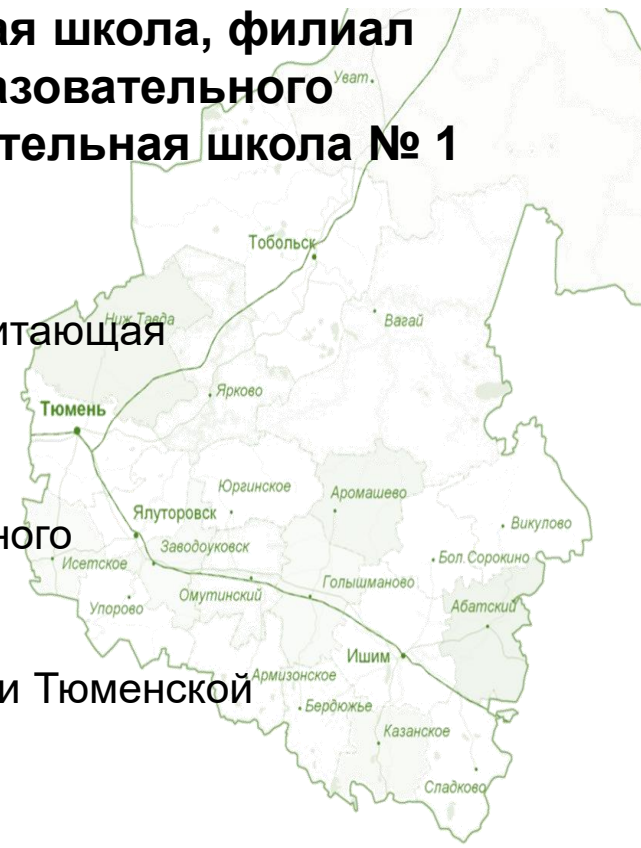 ая школа, филиал
азовательного
Уват
тельная школа № 1
Тобольск
Ниж.Тавда
Вагай
итающая
Ярково
Тюмень
Юргинское
Аромашево
Ялуторовск
Викулово
ного
Заводоуковск
Бол.Сорокино
Исетское
Голышманово
Омутинский
Абатский
Упорово
Ишим
Армизонское
и Тюменской
Бердюжье
Казанское
Сладково